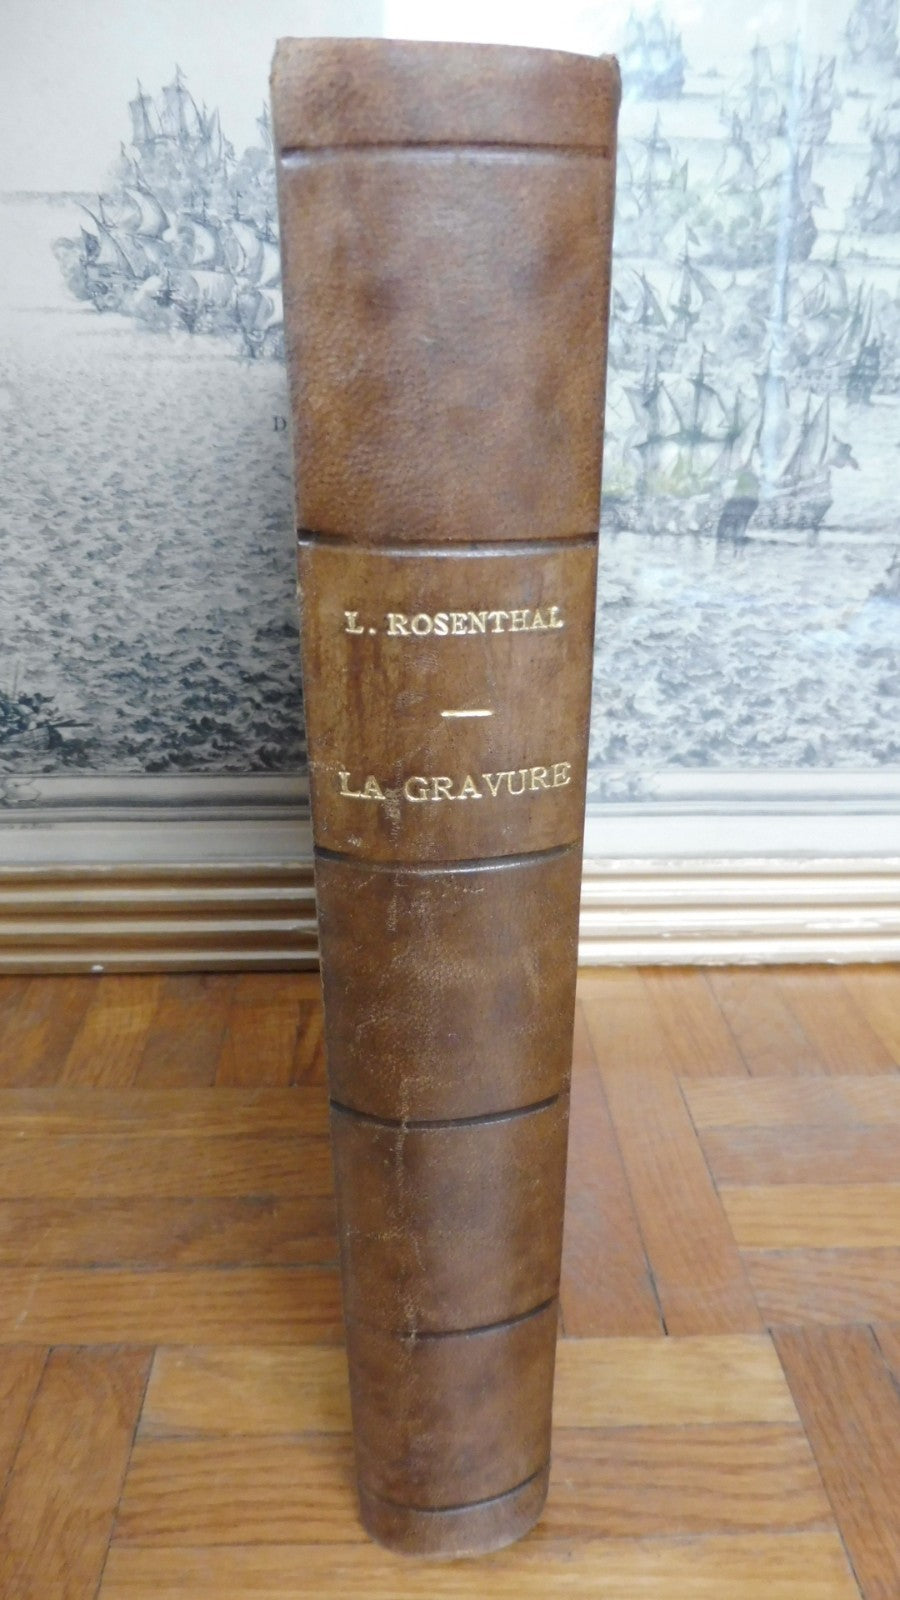 L. ROSENTHAL
LA GRAVURE
D